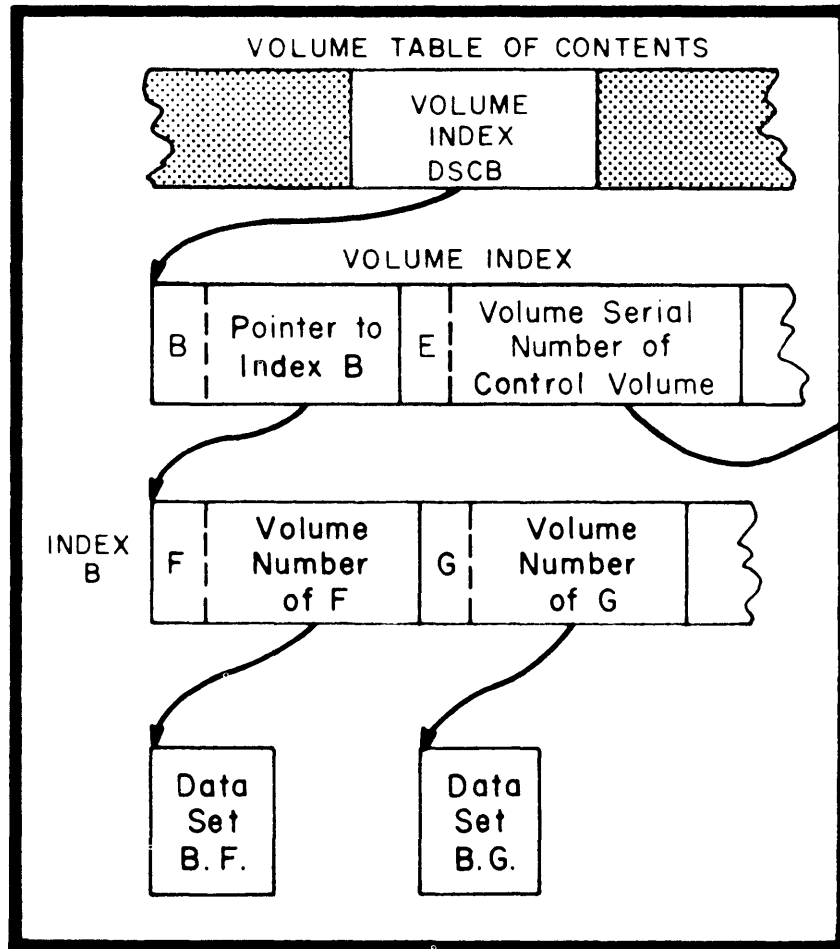 VOLUME TABLE OF CONTENTS
VOLUME
INDEX
DSCB
VOLUME INDEX
B
Pointer to
Index B
E
Volume Serial
Number of
Control Volume
INDEX
B
F
Volume
Number
of F
G
Volume
Number
of G
Data
Set
B.F.
Data
Set
B.G.